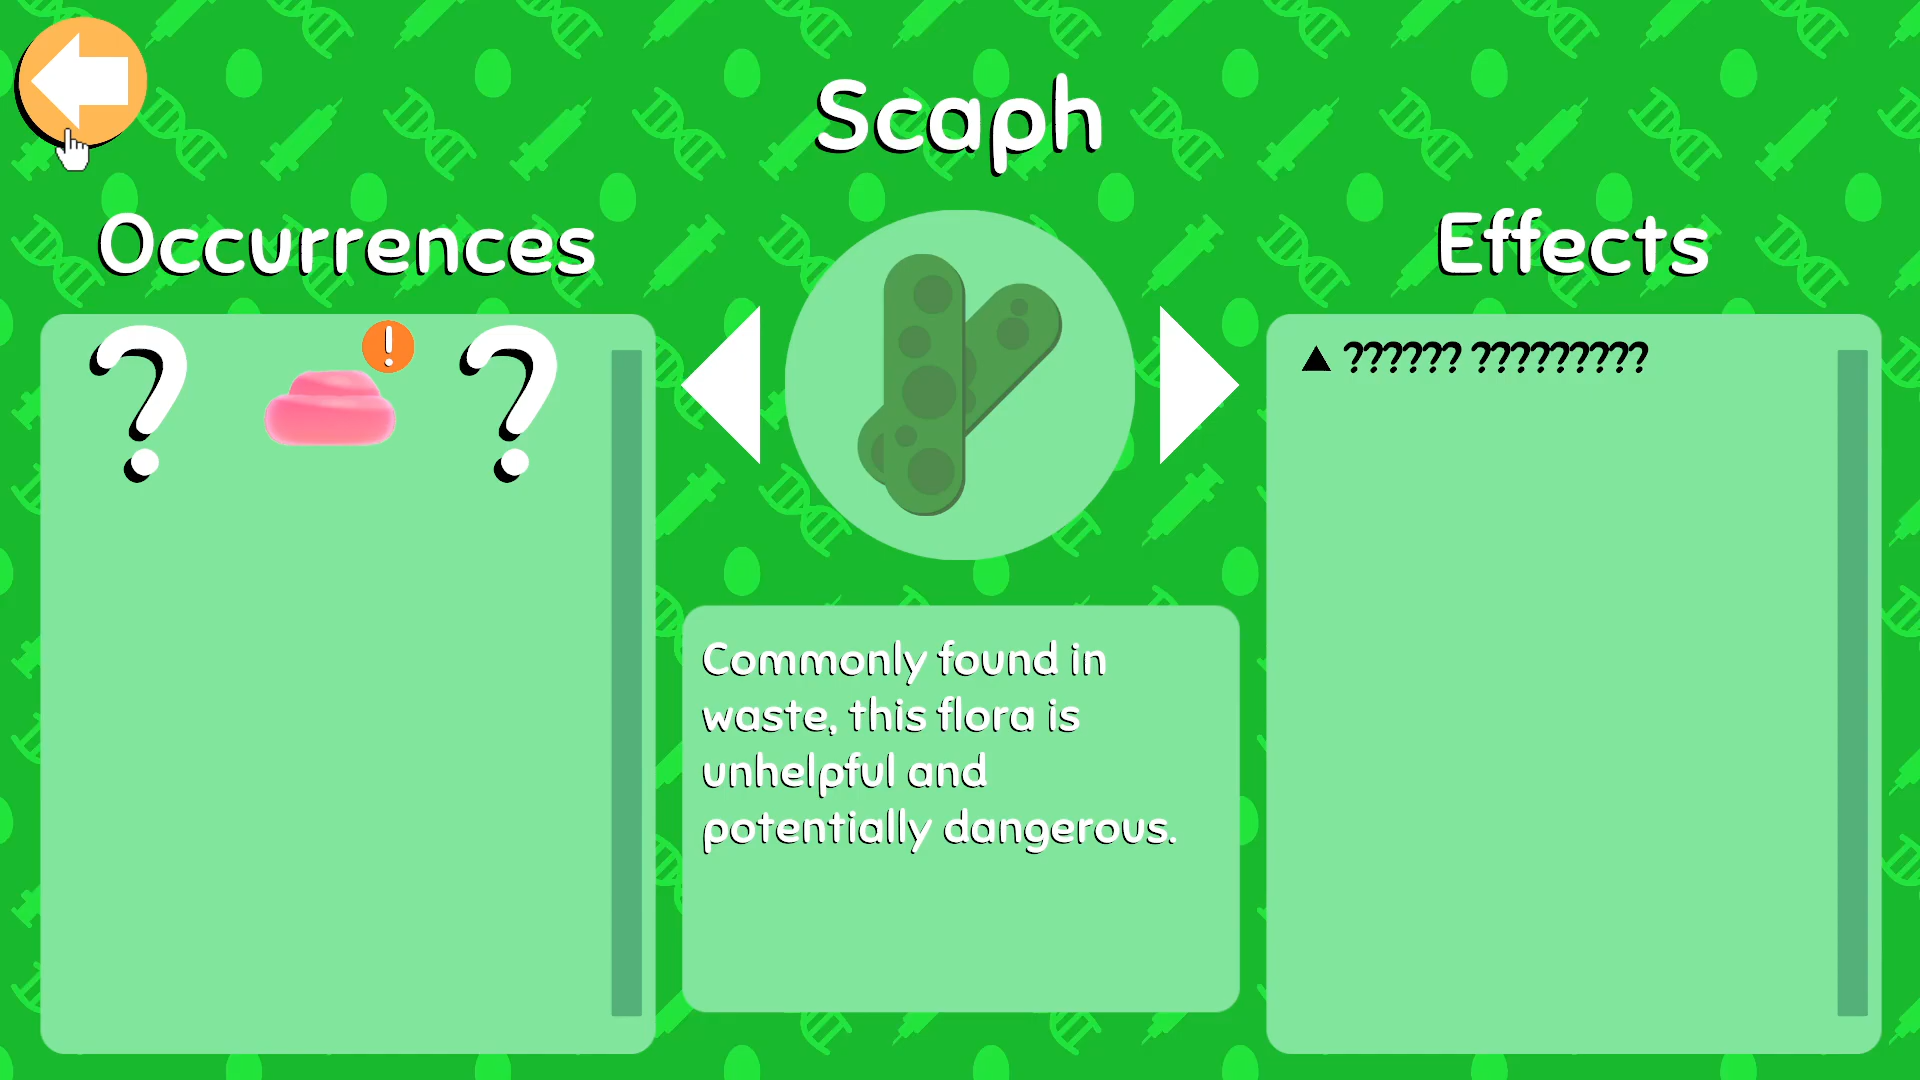 Scaph
Occurrences
Effects
? ! ?
▲ ?????? ?????????
Commonly found in
waste, this flora is
unhelpful and
potentially dangerous.